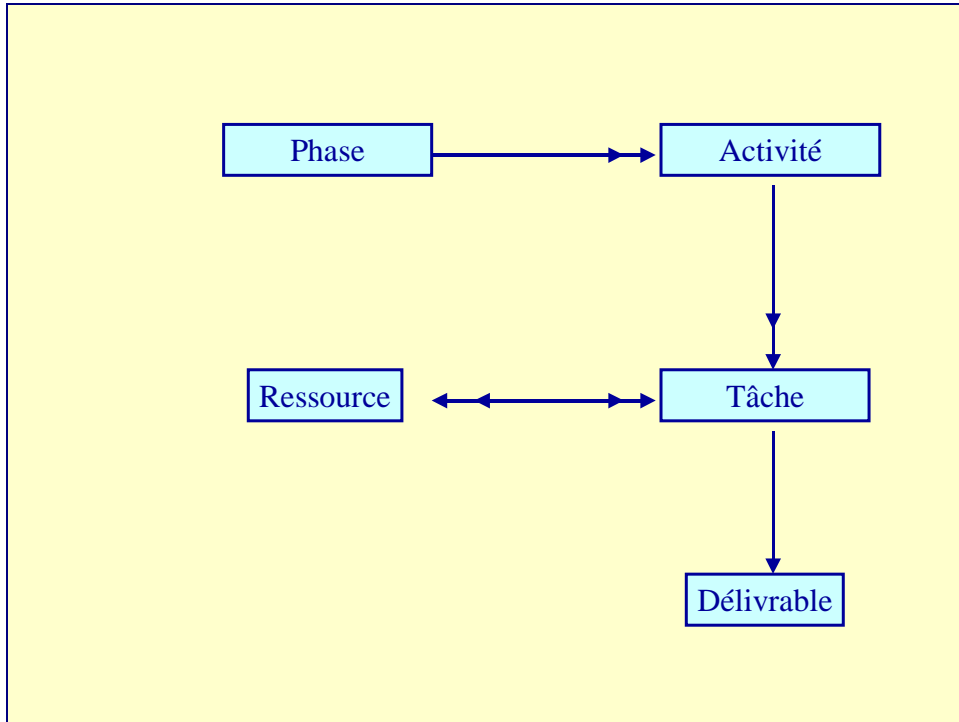 Phase
Activité
Ressource
Tâche
Délivrable